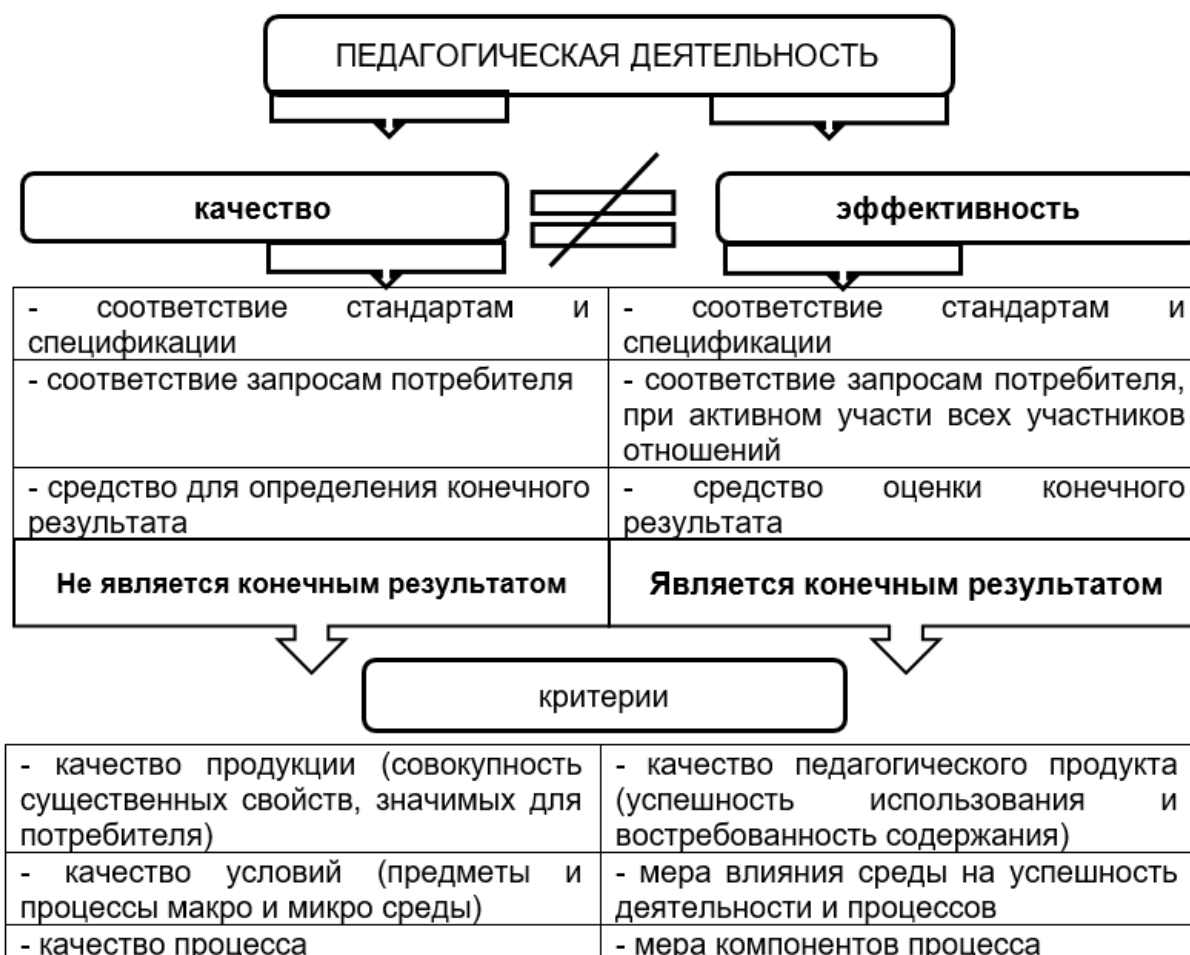 ПЕДАГОГИЧЕСКАЯ ДЕЯТЕЛЬНОСТЬ
качество
эффективность
- соответствие стандартам и
спецификации
- соответствие стандартам и
спецификации
- соответствие запросам потребителя
- соответствие запросам потребителя,
при активном участи всех участников
отношений
- средство для определения конечного
результата
- средство оценки конечного
результата
Не является конечным результатом
Является конечным результатом
критерии
- качество продукции (совокупность
существенных свойств, значимых для
потребителя)
- качество педагогического продукта
(успешность использования и
востребованность содержания)
- качество условий (предметы и
процессы макро и микро среды)
- мера влияния среды на успешность
деятельности и процессов
- качество процесса
- мера компонентов процесса